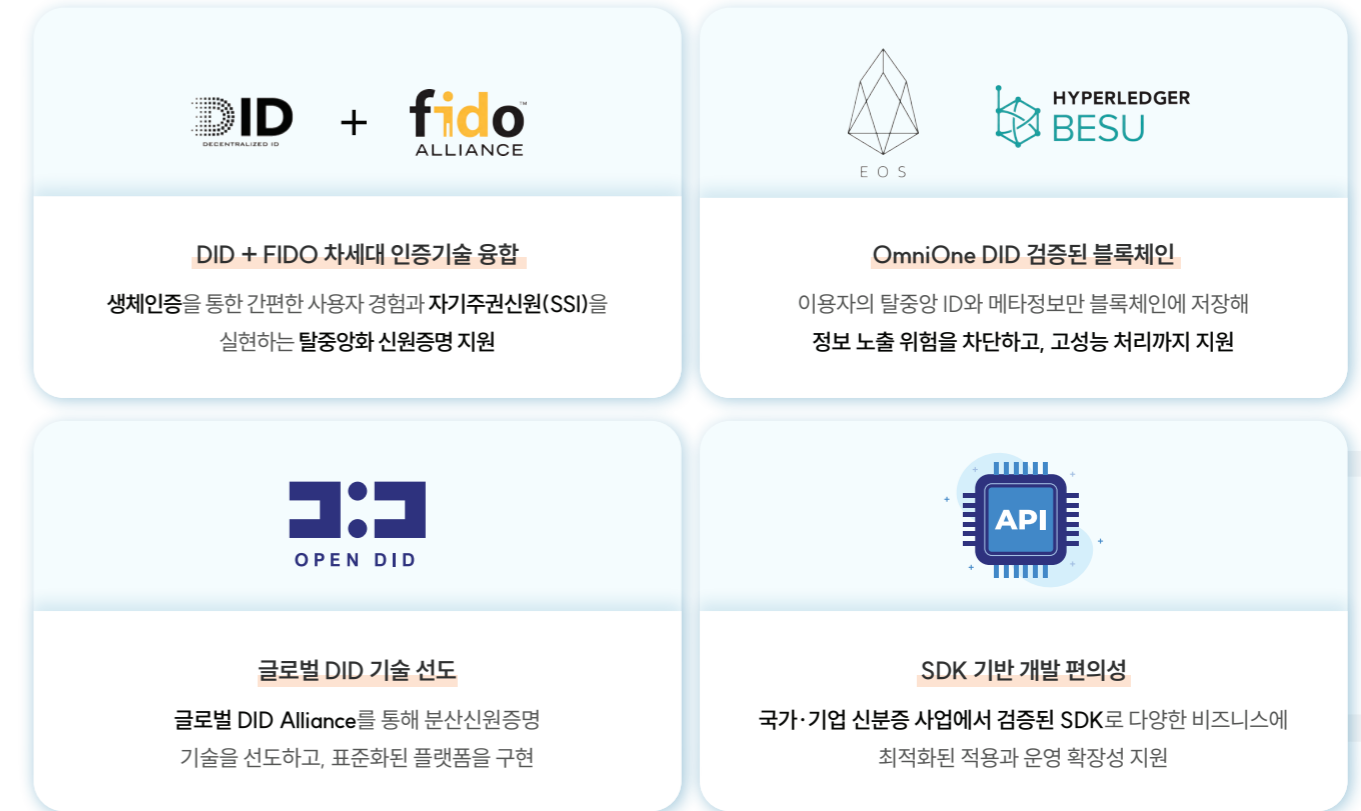 DID
DECENTRALIZED ID
+
fido™
ALLIANCE
DID + FIDO 차세대 인증기술 융합
생체인증을 통한 간편한 사용자 경험과 자기주권신원(SSI)을
실현하는 탈중앙화 신원증명 지원
EOS
HYPERLEDGER
BESU
OmniOne DID 검증된 블록체인
이용자의 탈중앙 ID와 메타정보만 블록체인에 저장해
정보 노출 위험을 차단하고, 고성능 처리까지 지원
OPEN DID
글로벌 DID 기술 선도
글로벌 DID Alliance를 통해 분산신원증명
기술을 선도하고, 표준화된 플랫폼을 구현
API
SDK 기반 개발 편의성
국가·기업 신분증 사업에서 검증된 SDK로 다양한 비즈니스에
최적화된 적용과 운영 확장성 지원